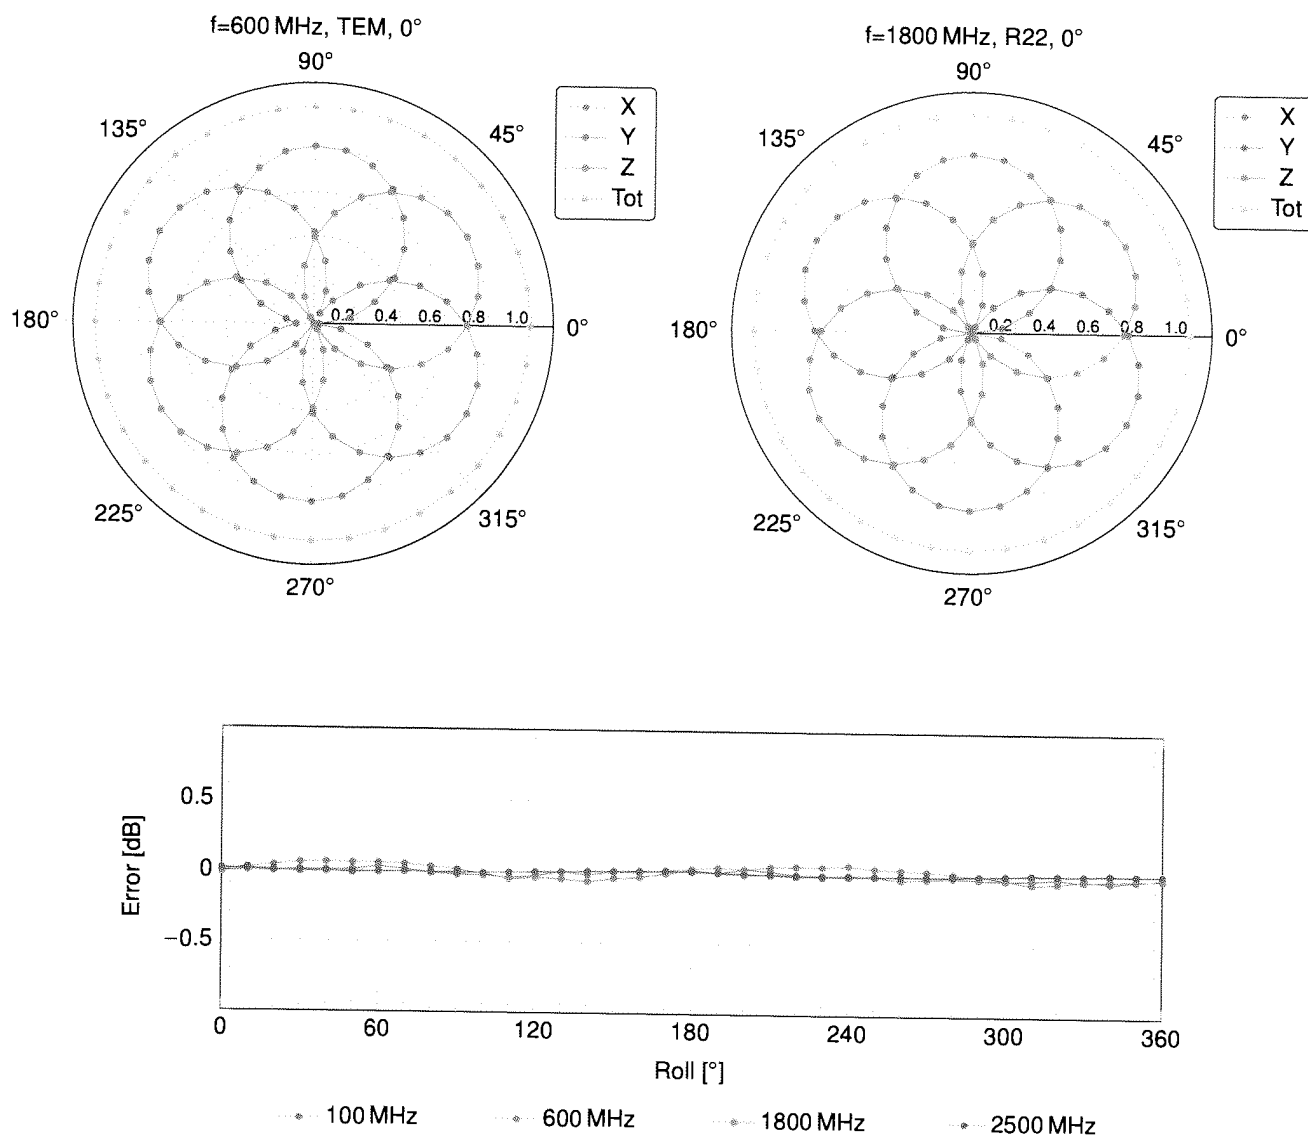 f=600 MHz, TEM, 0°
90°
135°
45°
180°
0.2 0.4 0.6 0.8 1.0
0°
225°
315°
270°
X
Y
Z
Tot
f=1800 MHz, R22, 0°
90°
135°
45°
180°
0.2 0.4 0.6 0.8 1.0
0°
225°
315°
270°
X
Y
Z
Tot
Error [dB]
0.5
0
−0.5
0 60 120 180 240 300 360
Roll [°]
100 MHz 600 MHz 1800 MHz 2500 MHz